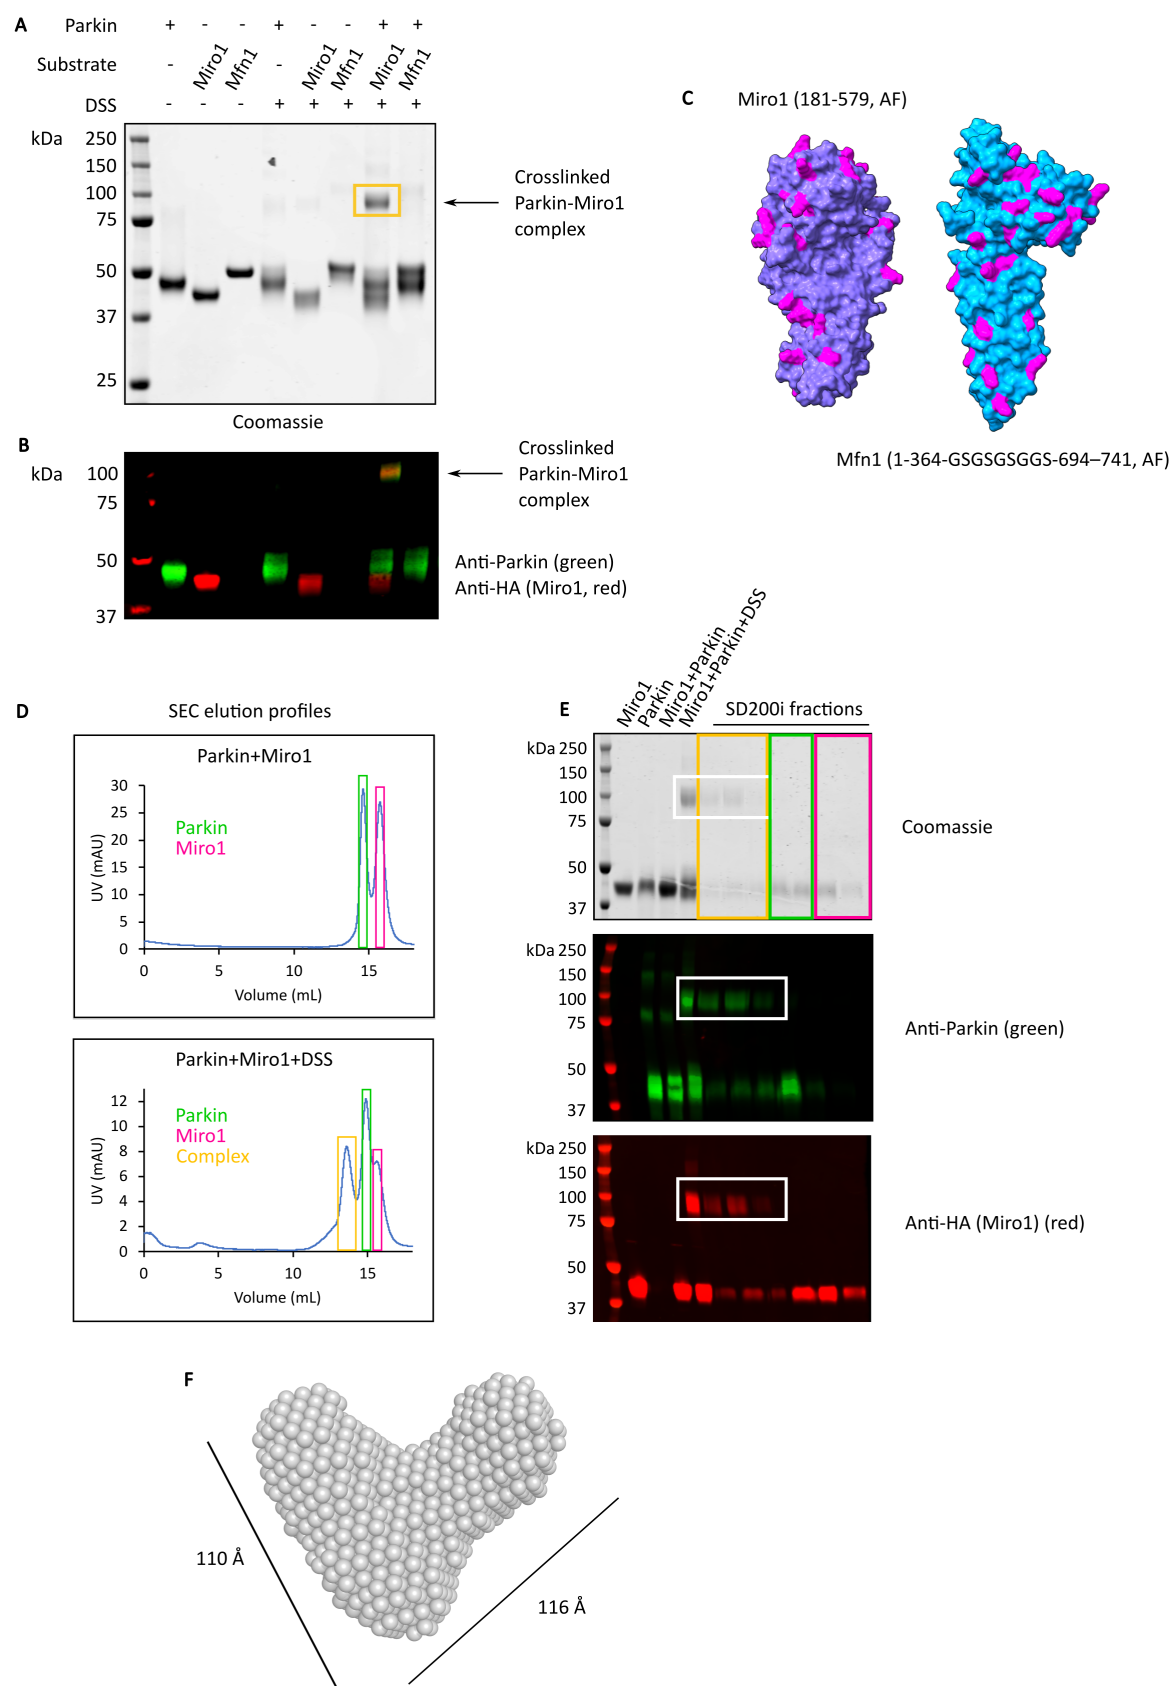 A
Parkin + - - + - - + +
Substrate - Miro1 Mfn1 - Miro1 Mfn1 Miro1 Mfn1
DSS - - - + + + + +
kDa
250
150
100
75
50
37
25
Crosslinked
Parkin-Miro1
complex
Coomassie
B
kDa
100
75
50
37
Crosslinked
Parkin-Miro1
complex
Anti-Parkin (green)
Anti-HA (Miro1, red)
C
Miro1 (181-579, AF)
Mfn1 (1-364-GSGSGSGGS-694–741, AF)
D
SEC elution profiles
Parkin+Miro1
Parkin
Miro1
UV (mAU)
30
25
20
15
10
5
0
0 5 10 15
Volume (mL)
Parkin+Miro1+DSS
Parkin
Miro1
Complex
UV (mAU)
12
10
8
6
4
2
0
0 5 10 15
Volume (mL)
E
Miro1
Parkin
Miro1+Parkin
Miro1+Parkin+DSS
SD200i fractions
kDa 250
150
100
75
50
37
Coomassie
kDa 250
150
100
75
50
37
Anti-Parkin (green)
kDa 250
150
100
75
50
37
Anti-HA (Miro1) (red)
F
110 Å
116 Å